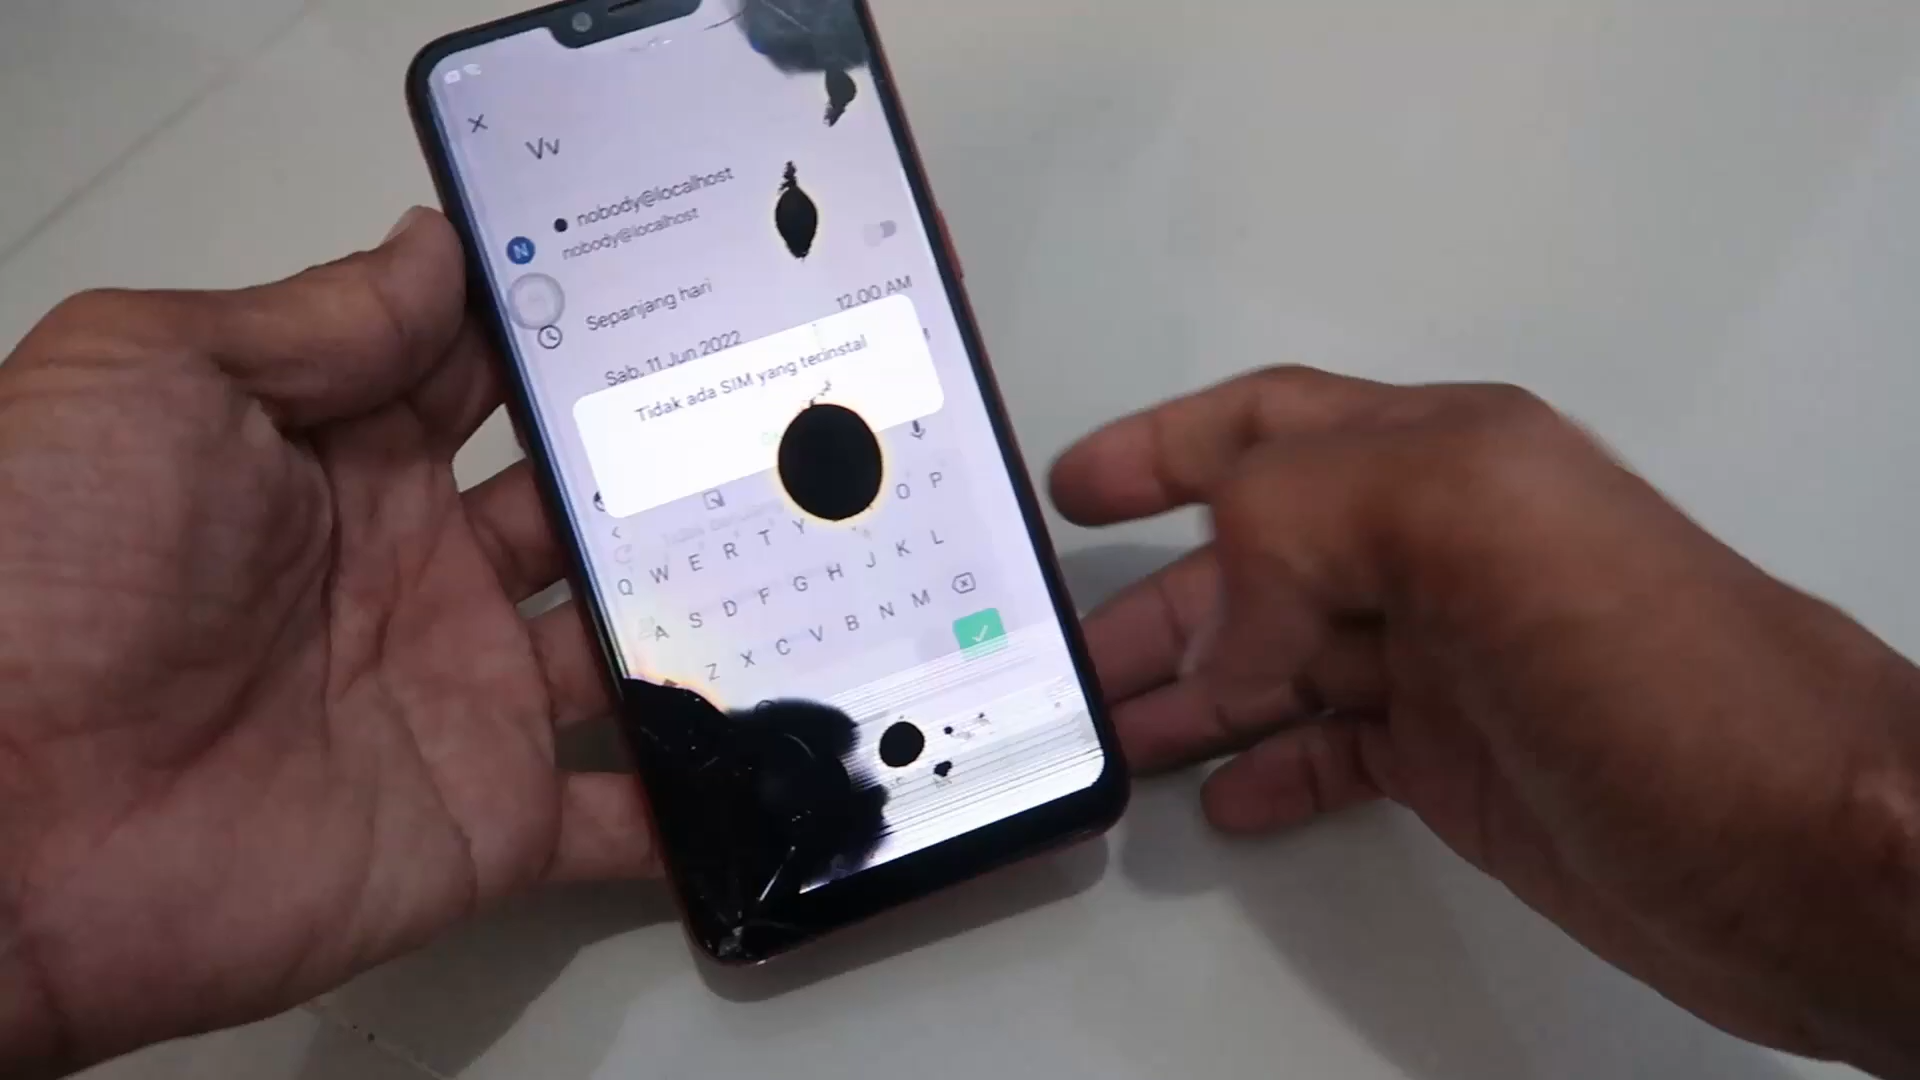 Vv
nobody@localhost
N
nobody@localhost
Sepanjang hari
12.00 AM
Sab, 11 Jun 2022
Tidak ada SIM yang terinstal
Q W E R T Y O P
A S D F G H J K L
Z X C V B N M